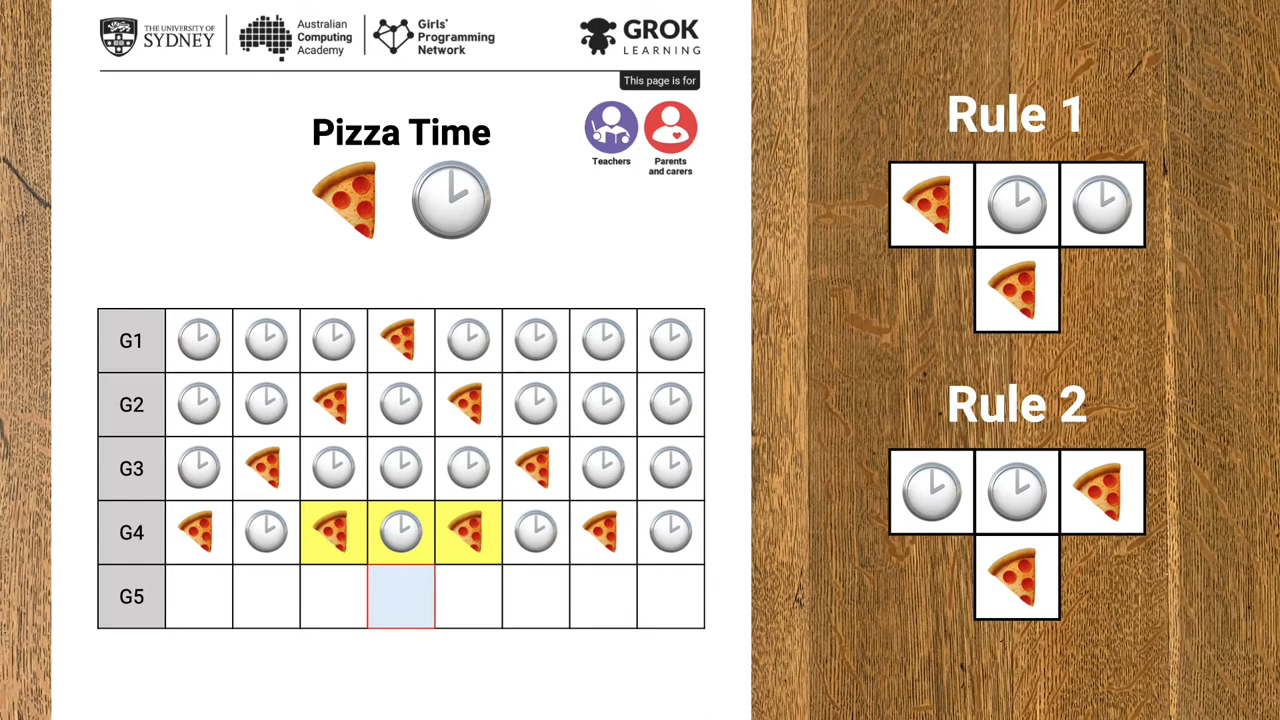 THE UNIVERSITY OF
SYDNEY
Australian
Computing
Academy
Girls'
Programming
Network
GROK
LEARNING
This page is for
Pizza Time
Teachers
Parents
and carers
G1
G2
G3
G4
G5
Rule 1
Rule 2